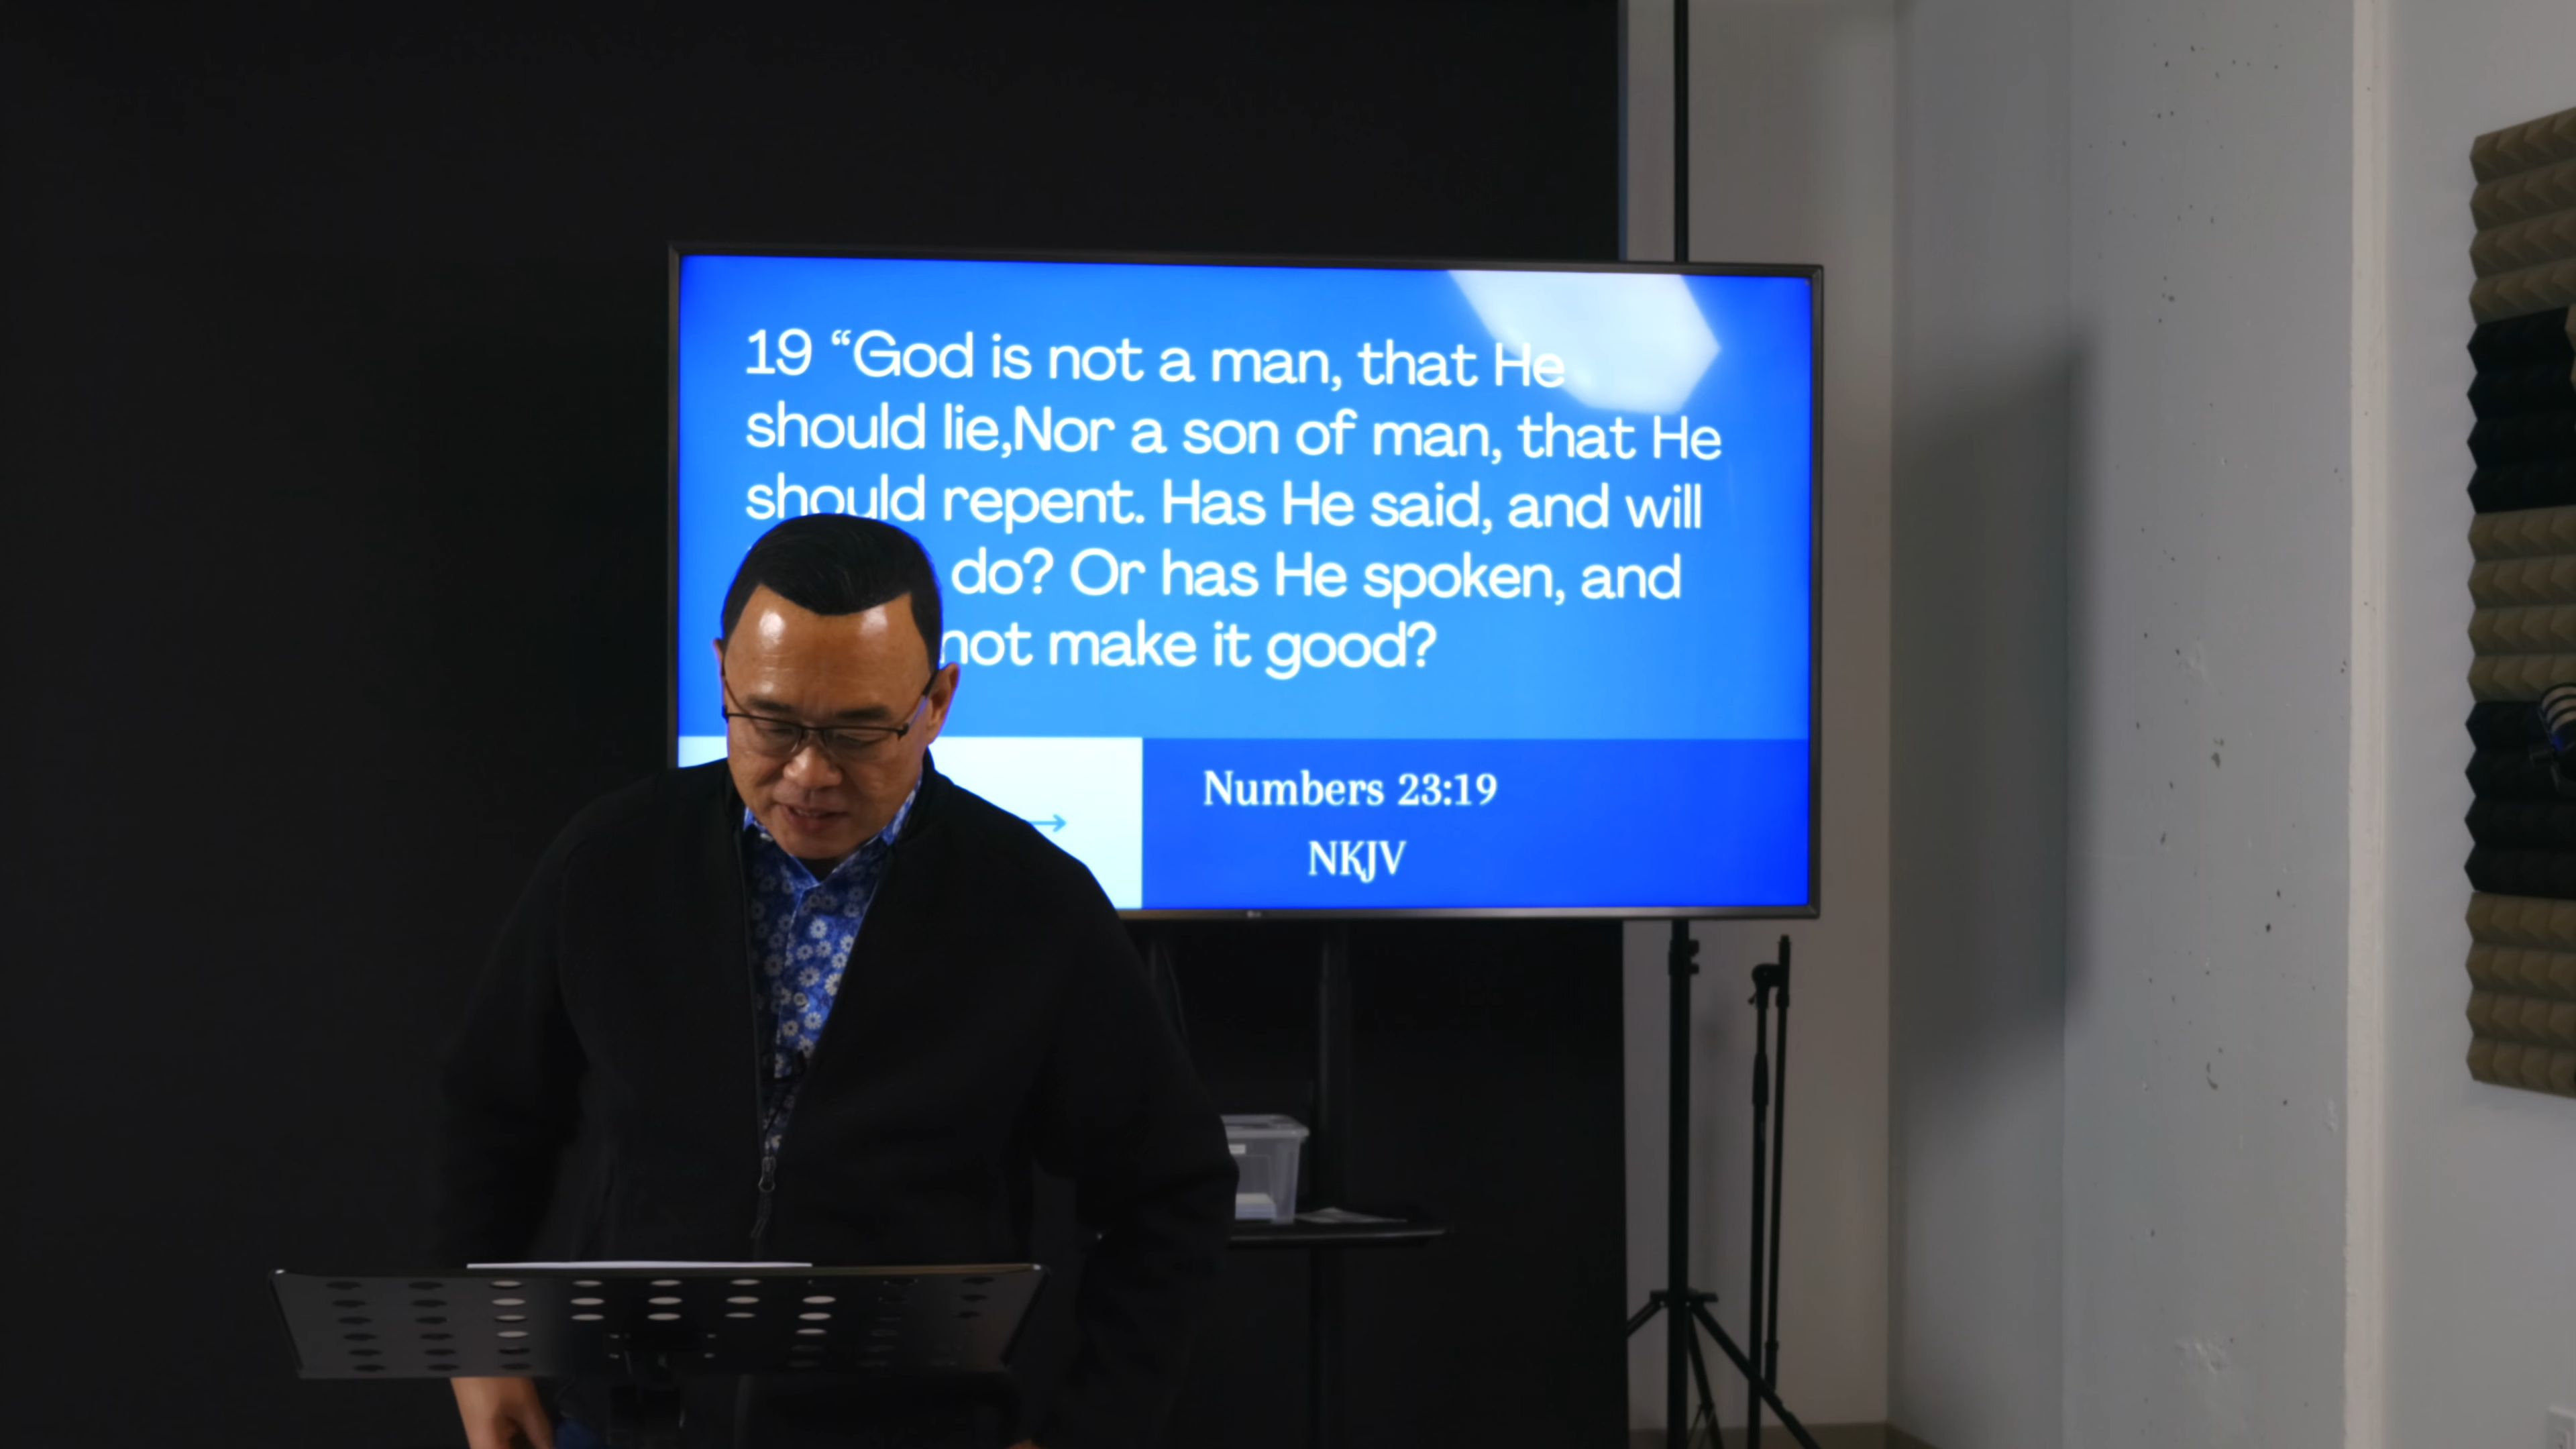 19 “God is not a man, that He
should lie,Nor a son of man, that He
should repent. Has He said, and will
do? Or has He spoken, and
not make it good?
Numbers 23:19
NKJV